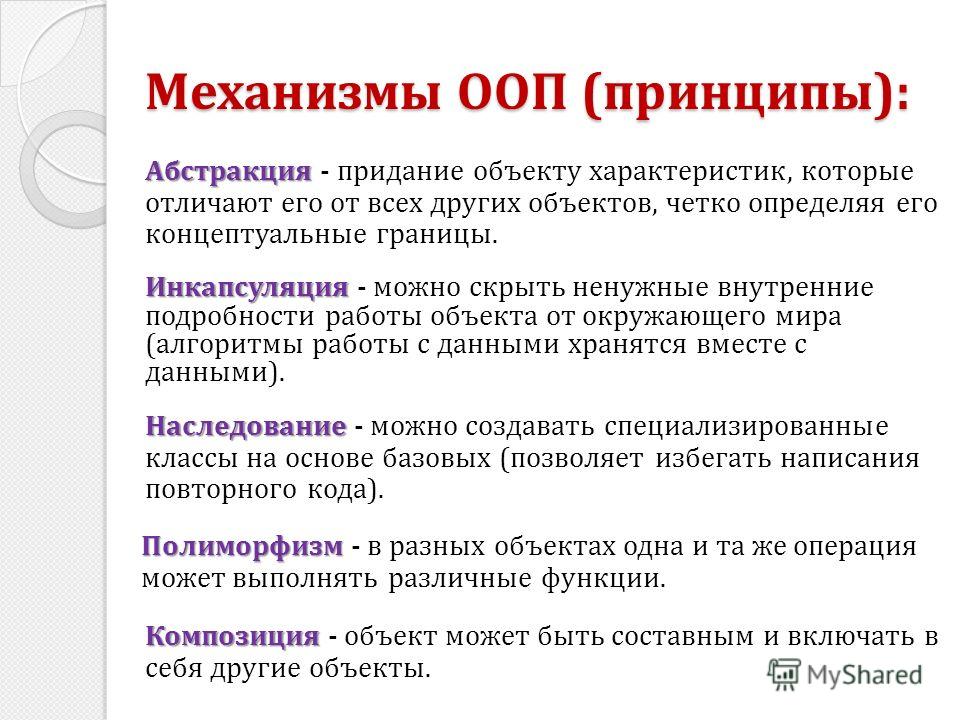 Механизмы ООП (принципы):
Абстракция - придание объекту характеристик, которые
отличают его от всех других объектов, четко определяя его
концептуальные границы.
Инкапсуляция - можно скрыть ненужные внутренние
подробности работы объекта от окружающего мира
(алгоритмы работы с данными хранятся вместе с
данными).
Наследование - можно создавать специализированные
классы на основе базовых (позволяет избегать написания
повторного кода).
Полиморфизм - в разных объектах одна и та же операция
может выполнять различные функции.
Композиция - объект может быть составным и включать в
себя другие объекты.
MyShared